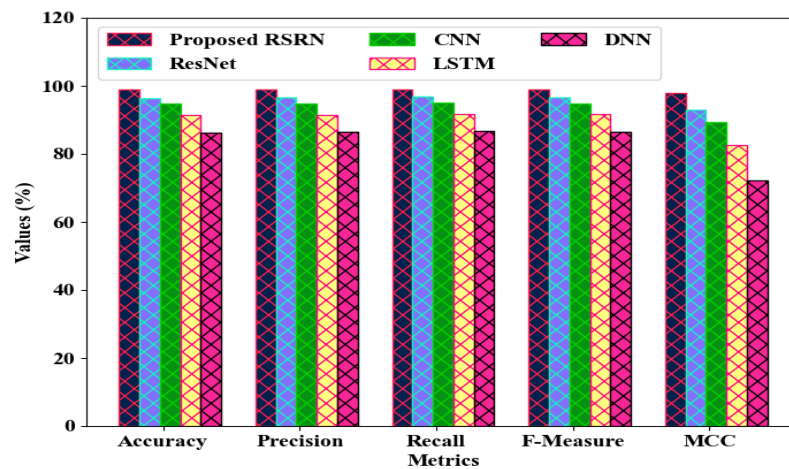 120
100
80
60
40
20
0
Values (%)
Proposed RSRN CNN DNN
ResNet LSTM
Accuracy Precision Recall F-Measure MCC
Metrics